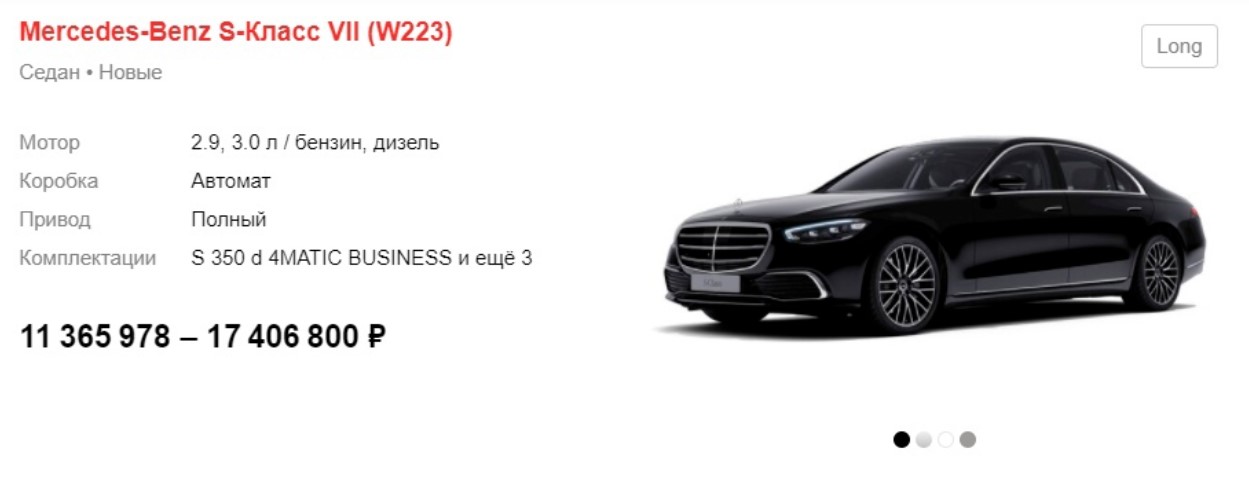 Mercedes-Benz S-Класс VII (W223)
Long
Седан • Новые
Мотор 2.9, 3.0 л / бензин, дизель
Коробка Автомат
Привод Полный
Комплектации S 350 d 4MATIC BUSINESS и ещё 3
11 365 978 – 17 406 800 ₽